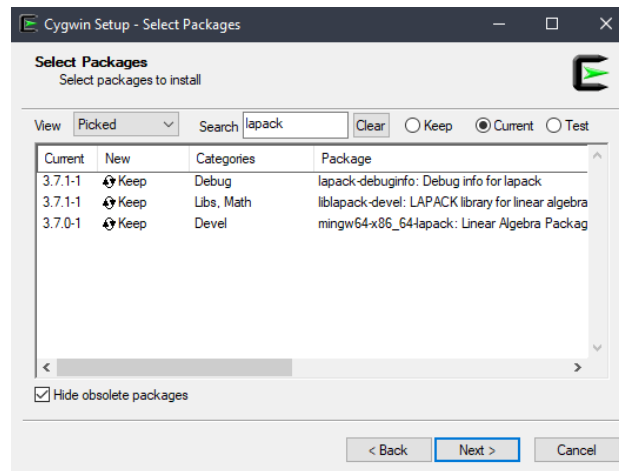 Cygwin Setup - Select Packages
Select Packages
Select packages to install
View Picked Search lapack Clear Keep Current Test
Current New Categories Package
3.7.1-1 Keep Debug lapack-debuginfo: Debug info for lapack
3.7.1-1 Keep Libs, Math liblapack-devel: LAPACK library for linear algebra
3.7.0-1 Keep Devel mingw64-x86_64-lapack: Linear Algebra Packag
Hide obsolete packages
< Back Next > Cancel